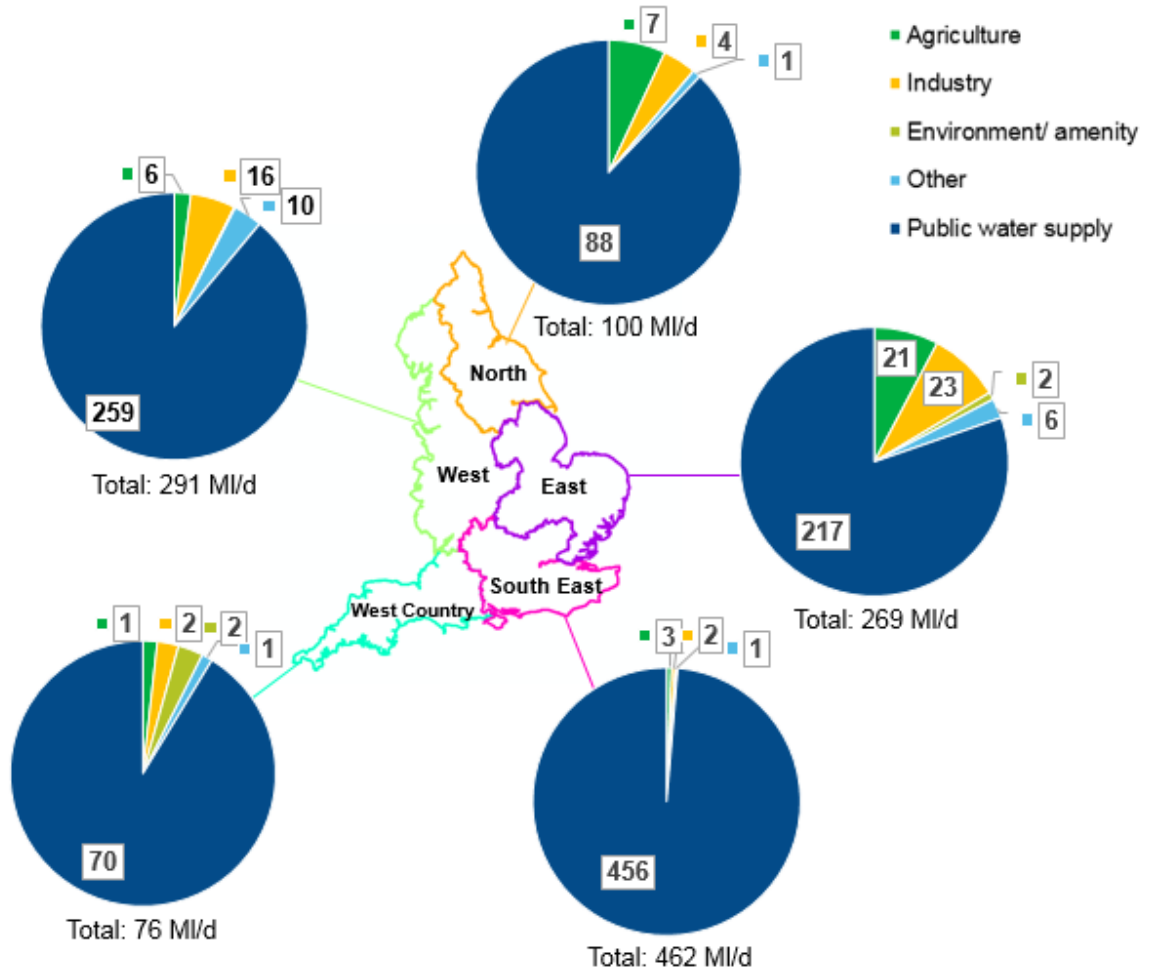 7
4
1
88
Total: 100 Ml/d
Agriculture
Industry
Environment/ amenity
Other
Public water supply
6
16
10
259
Total: 291 Ml/d
North
West
East
South East
West Country
21
23
2
6
217
Total: 269 Ml/d
1
2
2
1
70
Total: 76 Ml/d
3
2
1
456
Total: 462 Ml/d